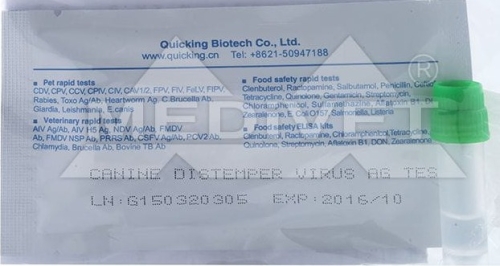 Quicking Biotech Co., Ltd.
www.quicking.cn Tel: +8621-50947188
■ Pet rapid tests
CDV, CPV, CCV, CPIV, CIV, CAV1/2, FPV, FIV, FeLV, FIPV,
Rabies, Toxo Ag/Ab, Heartworm Ag, C.Brucella Ab,
Giardia, Leishmania, E.canis
■ Veterinary rapid tests
AIV Ag/Ab, AIV H5 Ag, NDV Ag/Ab, FMDV
Ab, FMDV NSP Ab, PRRS Ab, CSFV Ag/Ab, PCV2 Ab,
Chlamydia, Brucella Ab, Bovine TB Ab
■ Food safety rapid tests
Clenbuterol, Ractopamine, Salbutamol, Penicillin,
Tetracycline, Quinolone, Gentamicin, Streptomycin,
Chloramphenicol, Sulfanamide, Aflatoxin B1,
Zearalenone, E.Coli O157, Salmonella, Listeria
■ Food safety ELISA kits
Clenbuterol, Ractopamine, Chloramphenicol, Tetracycline,
Quinolone, Streptomycin, Aflatoxin B1, DON, Zearalenone
MEDIVET ®
CANINE DISTEMPER VIRUS AG TES
LN:G150320305 EXP:2016/10